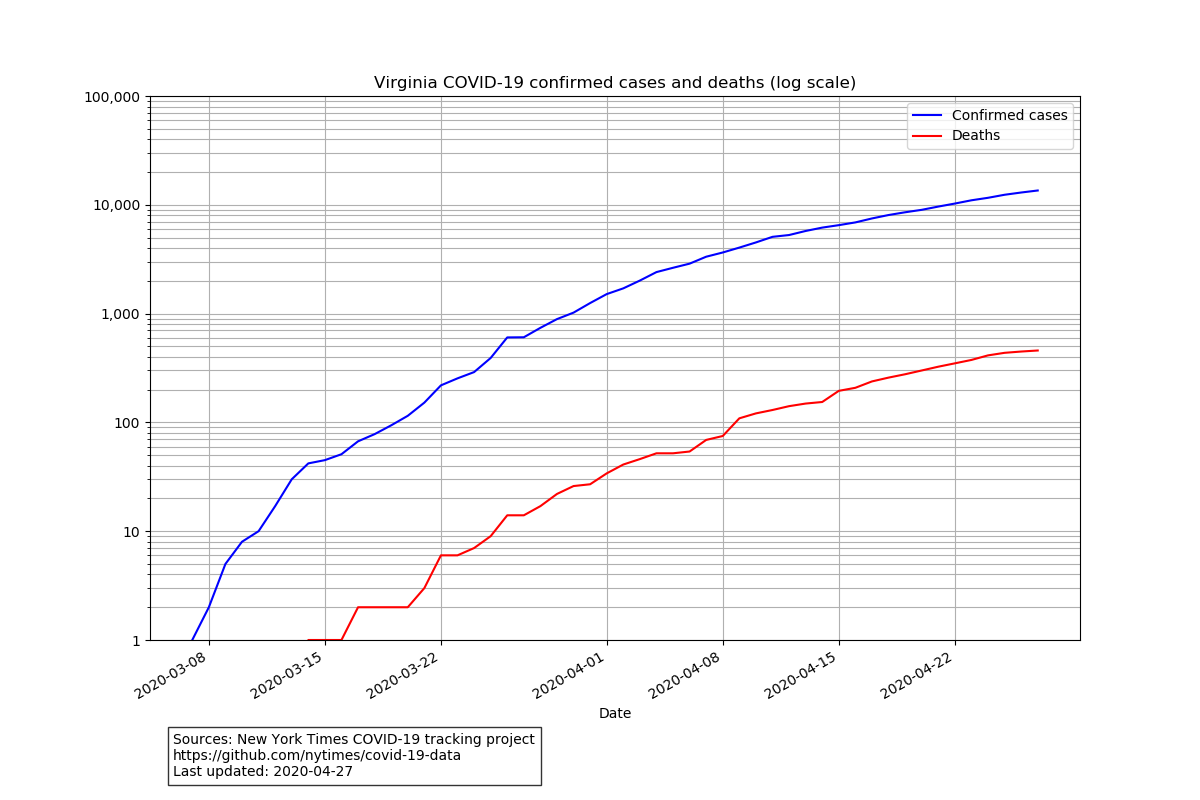 Virginia COVID-19 confirmed cases and deaths (log scale)
100,000
10,000
1,000
100
10
1
Confirmed cases
Deaths
2020-03-08
2020-03-15
2020-03-22
2020-04-01
2020-04-08
2020-04-15
2020-04-22
Date
Sources: New York Times COVID-19 tracking project
https://github.com/nytimes/covid-19-data
Last updated: 2020-04-27